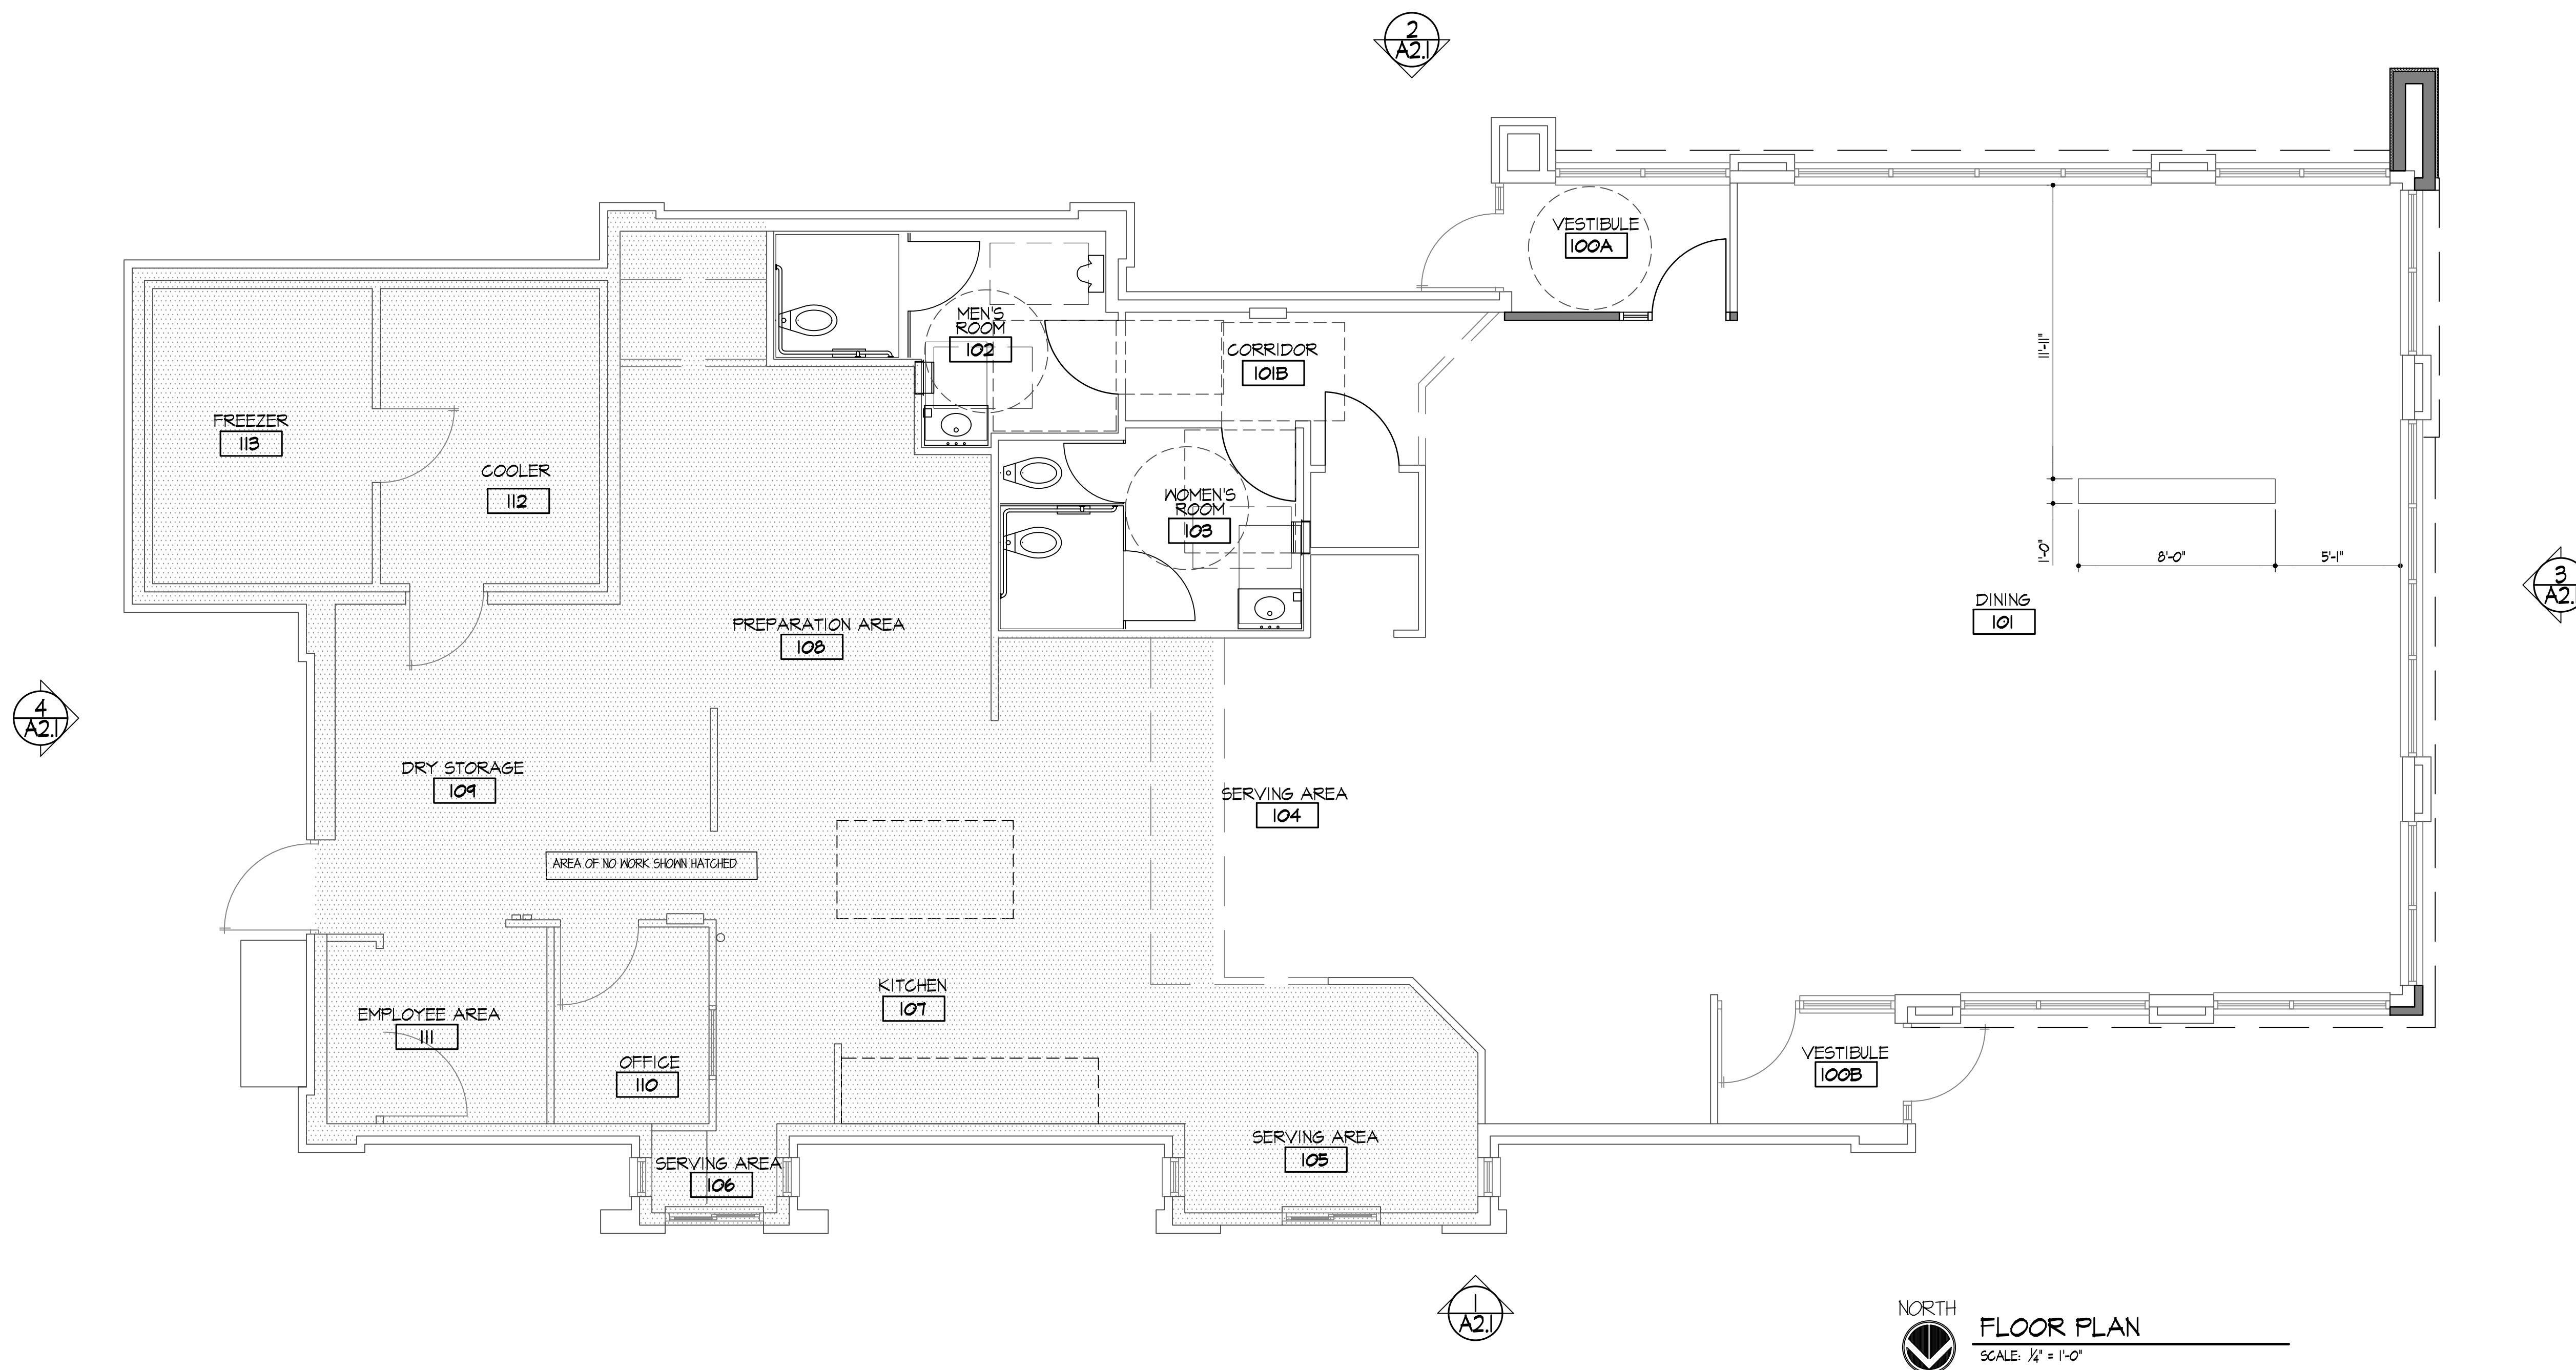 2
A2.1
VESTIBULE
100A
MEN'S
ROOM
102
CORRIDOR
101B
11'-11"
FREEZER
113
COOLER
112
WOMEN'S
ROOM
103
1'-0"
8'-0"
5'-1"
3
A2.1
DINING
101
PREPARATION AREA
108
4
A2.1
DRY STORAGE
109
SERVING AREA
104
AREA OF NO WORK SHOWN HATCHED
KITCHEN
107
EMPLOYEE AREA
111
OFFICE
110
VESTIBULE
100B
SERVING AREA
105
SERVING AREA
106
1
A2.1
NORTH
FLOOR PLAN
SCALE: 1/4" = 1'-0"